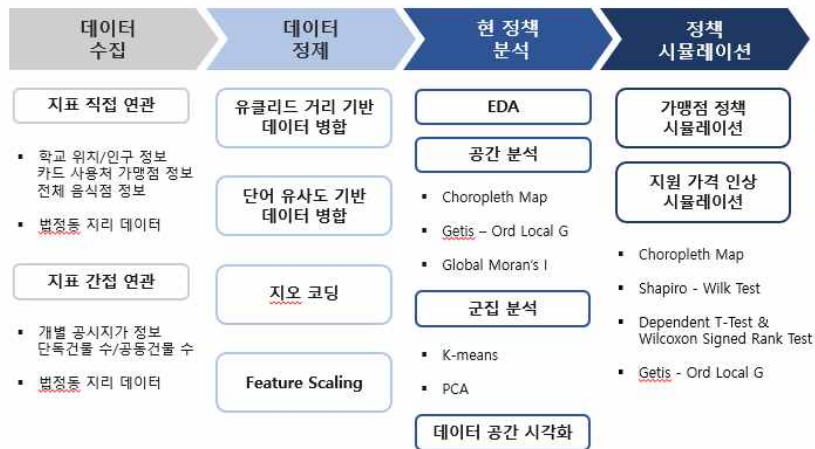 데이터
수집
데이터
정제
현 정책
분석
정책
시뮬레이션
지표 직접 연관
▪ 학교 위치/인구 정보
카드 사용처 가맹점 정보
전체 음식점 정보
▪ 법정동 지리 데이터
지표 간접 연관
▪ 개별 공시지가 정보
단독건물 수/공동건물 수
▪ 법정동 지리 데이터
유클리드 거리 기반
데이터 병합
단어 유사도 기반
데이터 병합
지오 코딩
Feature Scaling
EDA
공간 분석
▪ Choropleth Map
▪ Getis – Ord Local G
▪ Global Moran's I
군집 분석
▪ K-means
▪ PCA
데이터 공간 시각화
가맹점 정책
시뮬레이션
지원 가격 인상
시뮬레이션
▪ Choropleth Map
▪ Shapiro - Wilk Test
▪ Dependent T-Test &
Wilcoxon Signed Rank Test
▪ Getis - Ord Local G